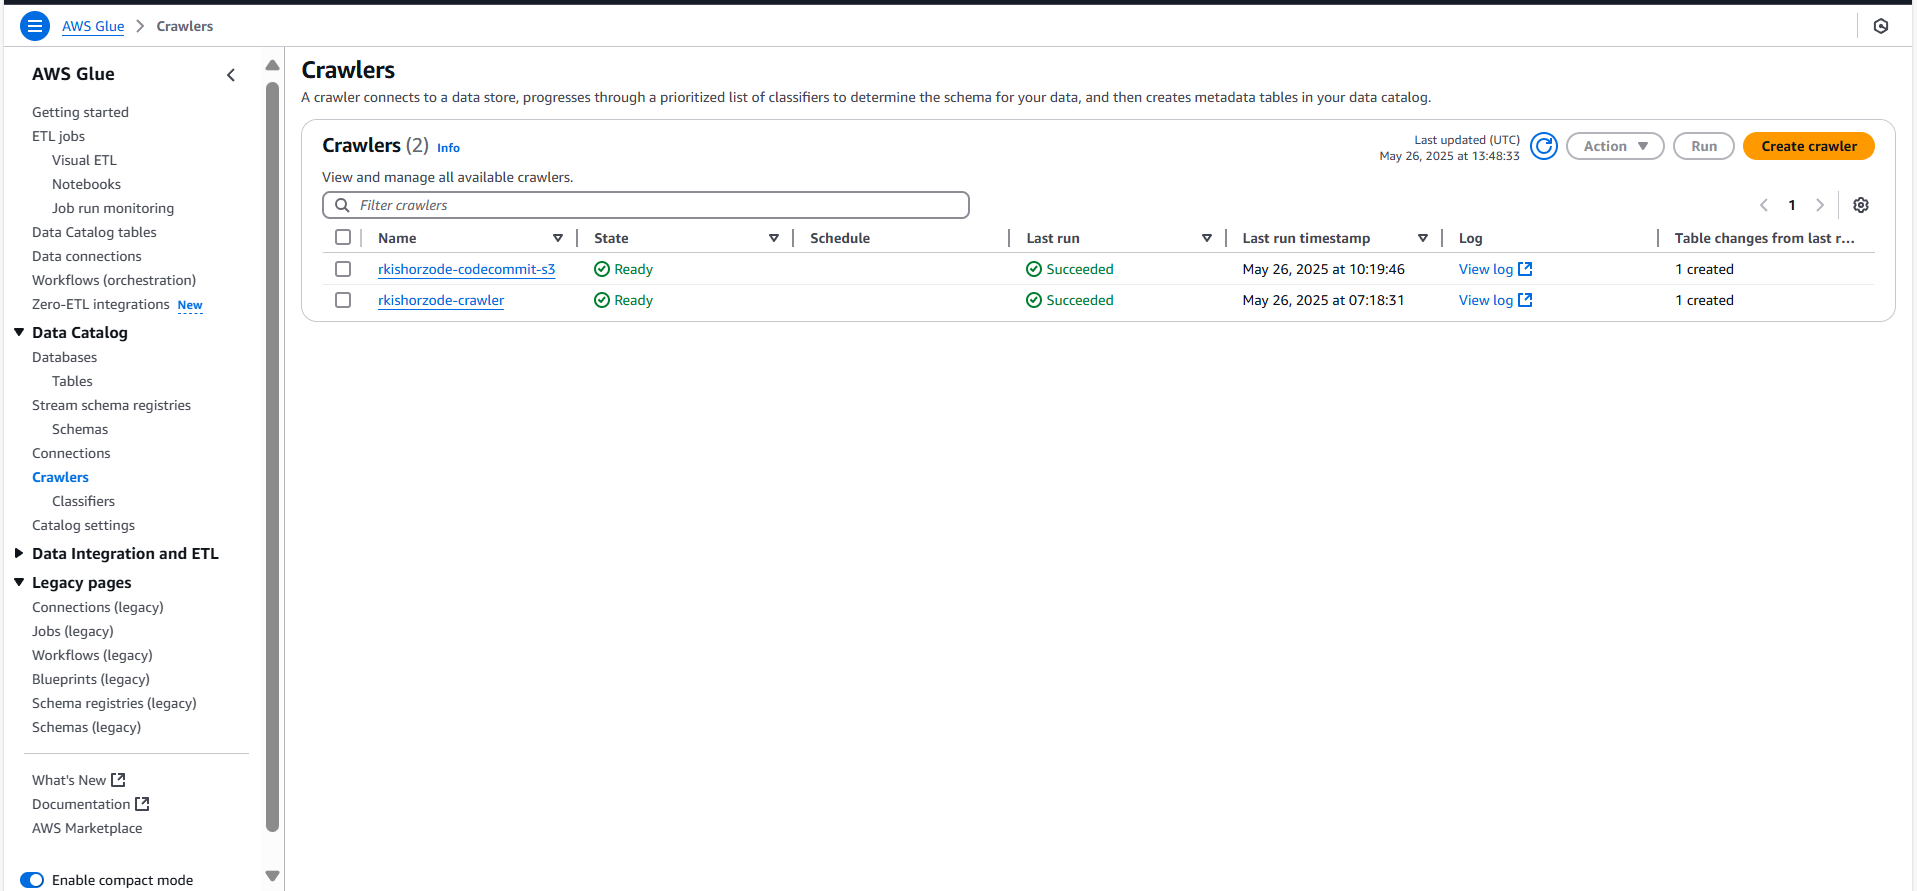 AWS Glue > Crawlers
AWS Glue
Getting started
ETL jobs
Visual ETL
Notebooks
Job run monitoring
Data Catalog tables
Data connections
Workflows (orchestration)
Zero-ETL integrations New
Data Catalog
Databases
Tables
Stream schema registries
Schemas
Connections
Crawlers
Classifiers
Catalog settings
Data Integration and ETL
Legacy pages
Connections (legacy)
Jobs (legacy)
Workflows (legacy)
Blueprints (legacy)
Schema registries (legacy)
Schemas (legacy)
What's New
Documentation
AWS Marketplace
Enable compact mode
Crawlers
A crawler connects to a data store, progresses through a prioritized list of classifiers to determine the schema for your data, and then creates metadata tables in your data catalog.
Crawlers (2) Info
Last updated (UTC)
May 26, 2025 at 13:48:33
Action
Run
Create crawler
View and manage all available crawlers.
Filter crawlers
1
Name State Schedule Last run Last run timestamp Log Table changes from last r...
rkishorzode-codecommit-s3 Ready Succeeded May 26, 2025 at 10:19:46 View log 1 created
rkishorzode-crawler Ready Succeeded May 26, 2025 at 07:18:31 View log 1 created